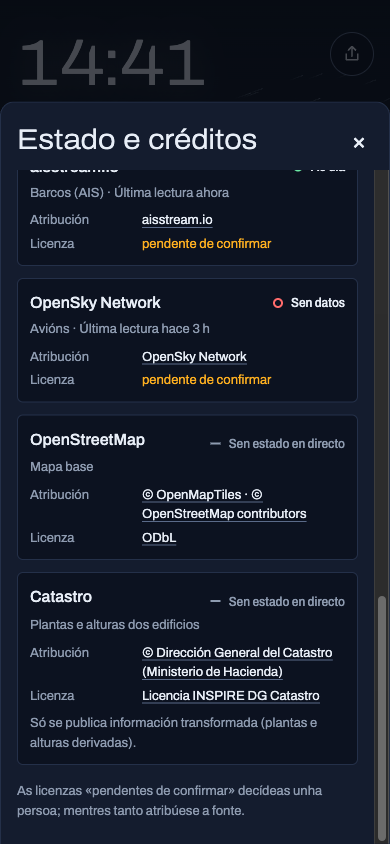 14:41
Estado e créditos
×
aisstream.io
Barcos (AIS) · Última lectura ahora
Atribución aisstream.io
Licenza pendente de confirmar
OpenSky Network Sen datos
Avións · Última lectura hace 3 h
Atribución OpenSky Network
Licenza pendente de confirmar
OpenStreetMap — Sen estado en directo
Mapa base
Atribución © OpenMapTiles · ©
OpenStreetMap contributors
Licenza ODbL
Catastro — Sen estado en directo
Plantas e alturas dos edificios
Atribución © Dirección General del Catastro
(Ministerio de Hacienda)
Licenza Licencia INSPIRE DG Catastro
Só se publica información transformada (plantas e
alturas derivadas).
As licenzas «pendentes de confirmar» decídeas unha
persoa; mentres tanto atribúese a fonte.